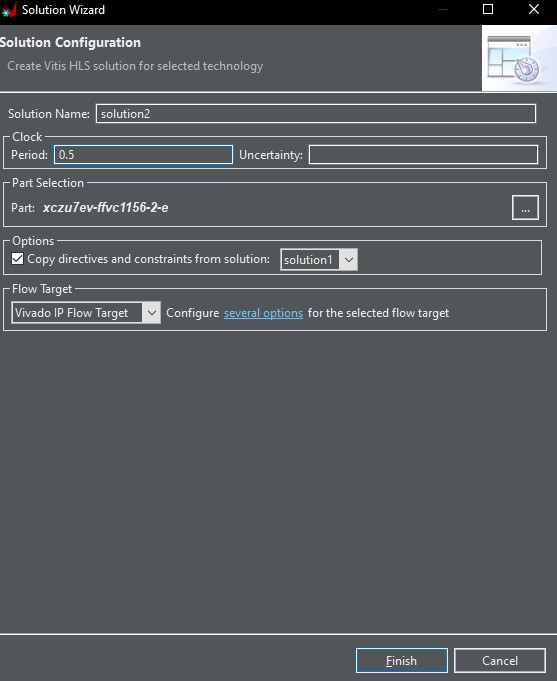 Solution Wizard
Solution Configuration
Create Vitis HLS solution for selected technology
Solution Name: solution2
Clock
Period: 0.5 Uncertainty:
Part Selection
Part: xczu7ev-ffvc1156-2-e ...
Options
Copy directives and constraints from solution: solution1
Flow Target
Vivado IP Flow Target Configure several options for the selected flow target
Finish Cancel